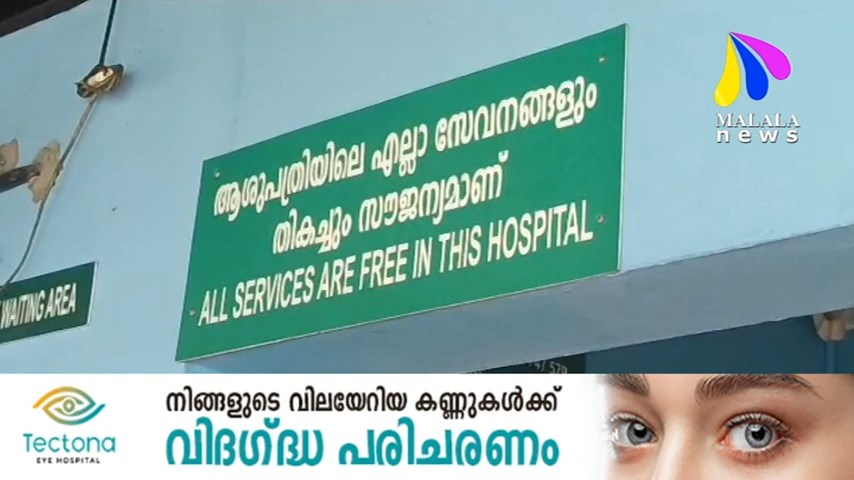 MALALA
news
ആശുപത്രിയിലെ എല്ലാ സേവനങ്ങളും
തികച്ചും സൗജന്യമാണ്
ALL SERVICES ARE FREE IN THIS HOSPITAL
WAITING AREA
നിങ്ങളുടെ വിലയേറിയ കണ്ണുകൾക്ക്
വിദഗ്ദ്ധ പരിചരണം
Tectona
EYE HOSPITAL